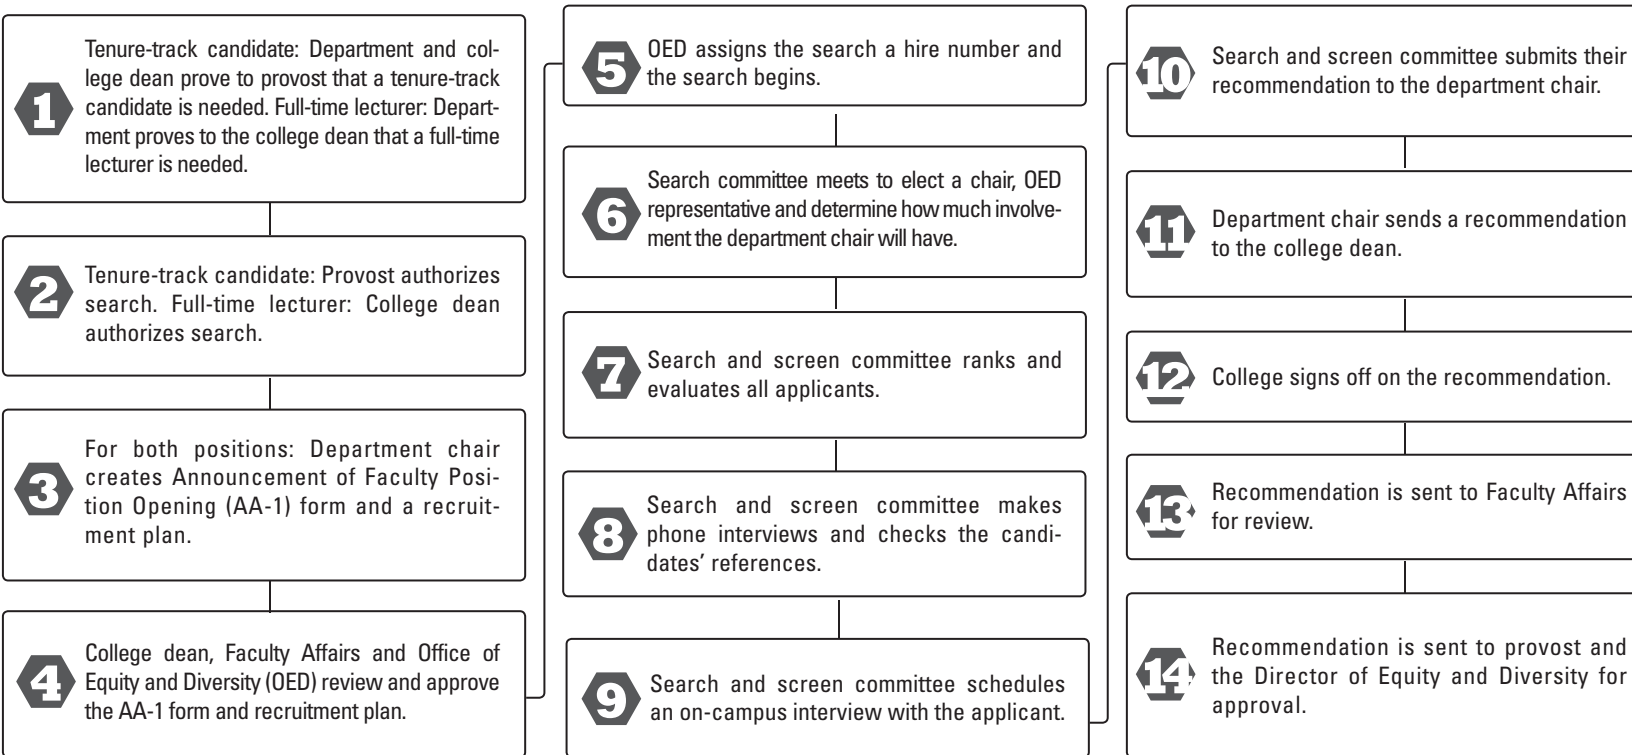 1
Tenure-track candidate: Department and col-
lege dean prove to provost that a tenure-track
candidate is needed. Full-time lecturer: Depart-
ment proves to the college dean that a full-time
lecturer is needed.
2
Tenure-track candidate: Provost authorizes
search. Full-time lecturer: College dean
authorizes search.
3
For both positions: Department chair
creates Announcement of Faculty Posi-
tion Opening (AA-1) form and a recruit-
ment plan.
4
College dean, Faculty Affairs and Office of
Equity and Diversity (OED) review and approve
the AA-1 form and recruitment plan.
5
OED assigns the search a hire number and
the search begins.
6
Search committee meets to elect a chair, OED
representative and determine how much involve-
ment the department chair will have.
7
Search and screen committee ranks and
evaluates all applicants.
8
Search and screen committee makes
phone interviews and checks the candi-
dates’ references.
9
Search and screen committee schedules
an on-campus interview with the applicant.
10
Search and screen committee submits their
recommendation to the department chair.
11
Department chair sends a recommendation
to the college dean.
12
College signs off on the recommendation.
13
Recommendation is sent to Faculty Affairs
for review.
14
Recommendation is sent to provost and
the Director of Equity and Diversity for
approval.